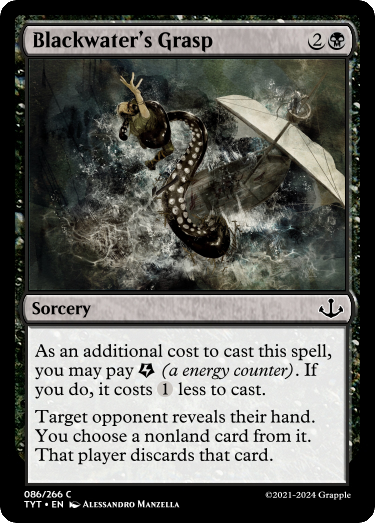 Blackwater's Grasp 2
Sorcery
As an additional cost to cast this spell,
you may pay (a energy counter). If
you do, it costs 1 less to cast.
Target opponent reveals their hand.
You choose a nonland card from it.
That player discards that card.
086/266 C
TYT • EN Alessandro Manzella
©2021-2024 Grapple